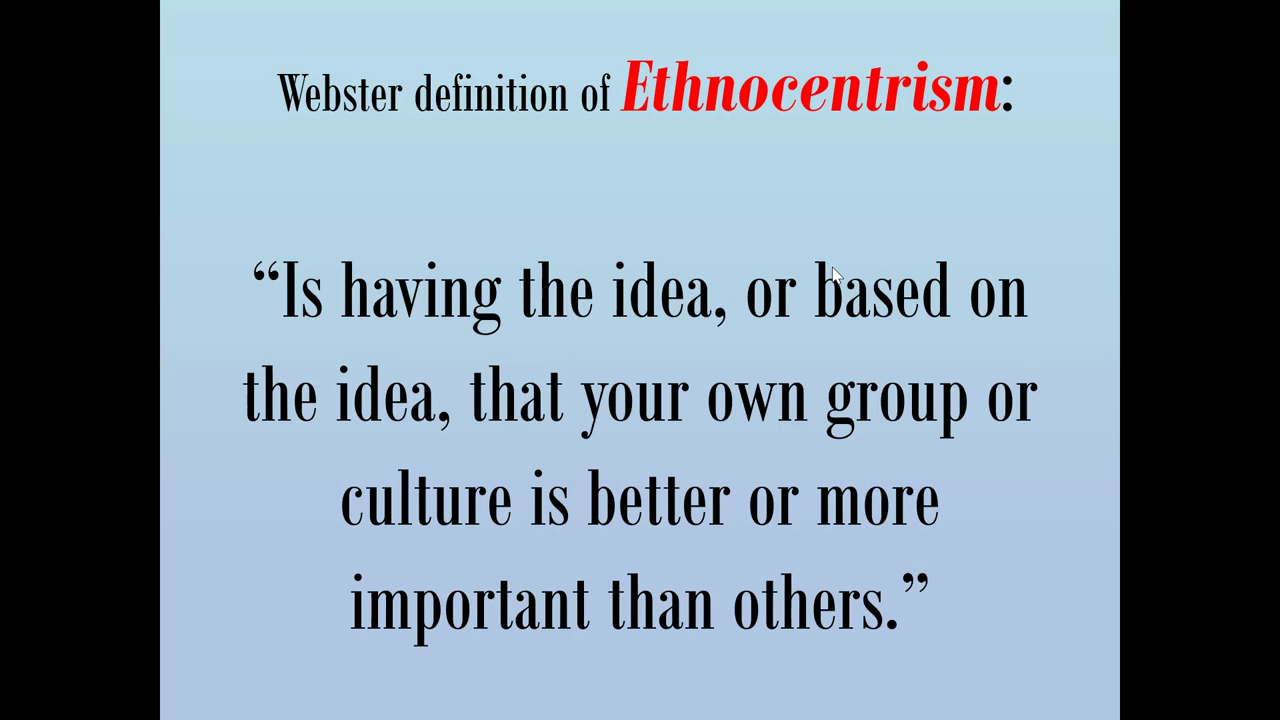 Webster definition of Ethnocentrism:
“Is having the idea, or based on
the idea, that your own group or
culture is better or more
important than others.”